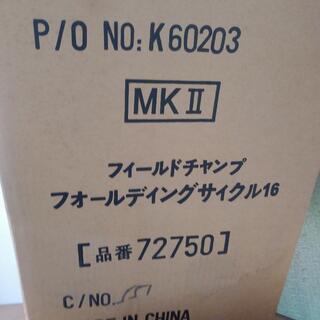 P/O NO: K60203
MKⅡ
フィールドチャンプ
フォールディングサイクル16
[品番72750]
C/NO.
IN CHINA